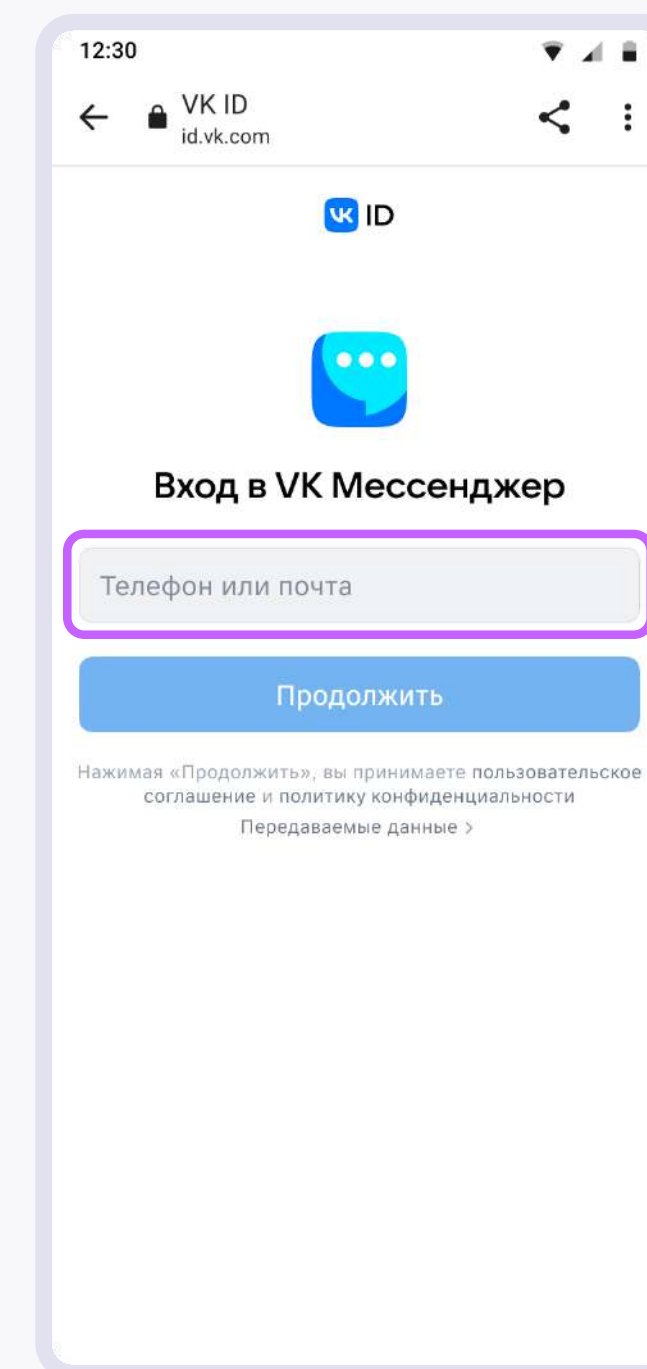 12:30
VK ID
id.vk.com
VK ID
Вход в VK Мессенджер
Телефон или почта
Продолжить
Нажимая «Продолжить», вы принимаете пользовательское
соглашение и политику конфиденциальности
Передаваемые данные >